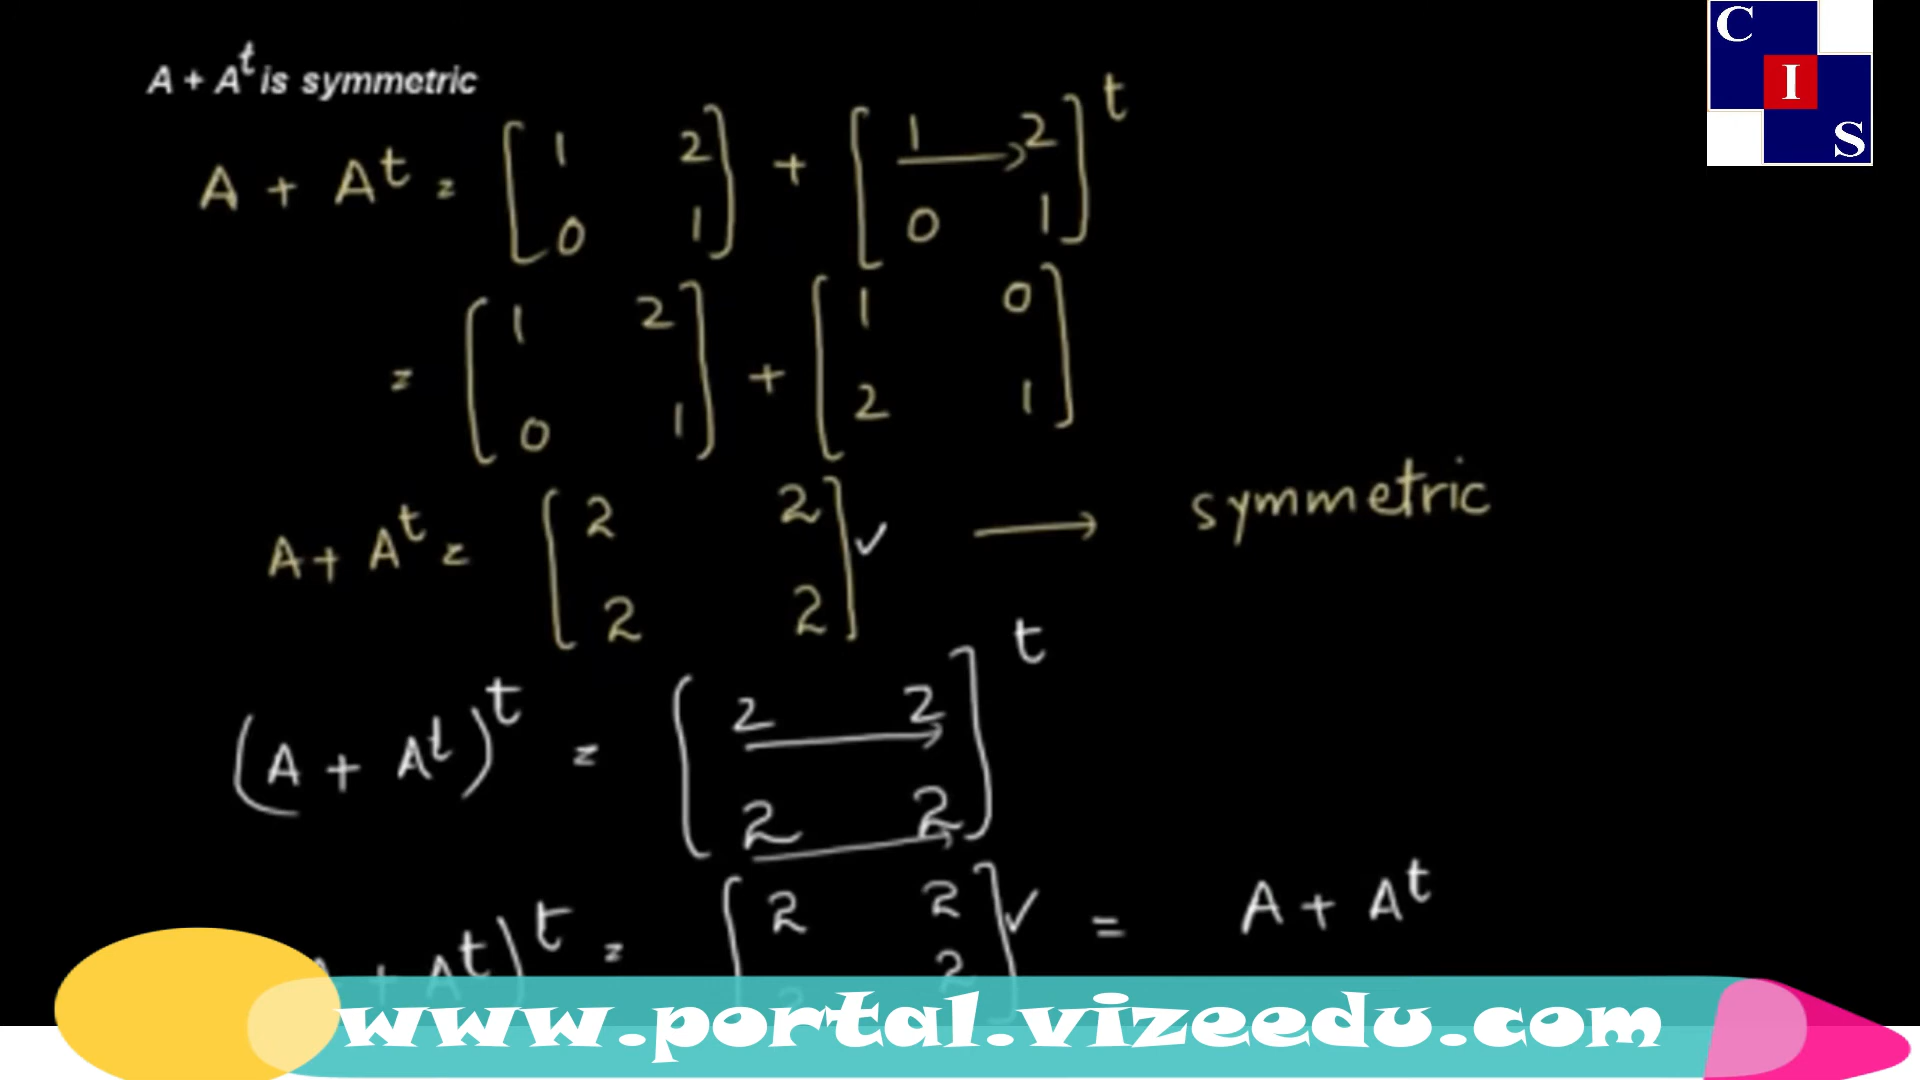 C
I
S
A + A^t is symmetric
A + A^t = [1 2] + [1 2]^t
[0 1] [0 1]
= [1 2] + [1 0]
[0 1] [2 1]
A + A^t = [2 2] ✓ → symmetric
[2 2]
(A + A^t)^t = [2 2]^t
[2 2]
+ A^t)^t = [2 2] ✓ = A + A^t
2
www.portal.vizeedu.com